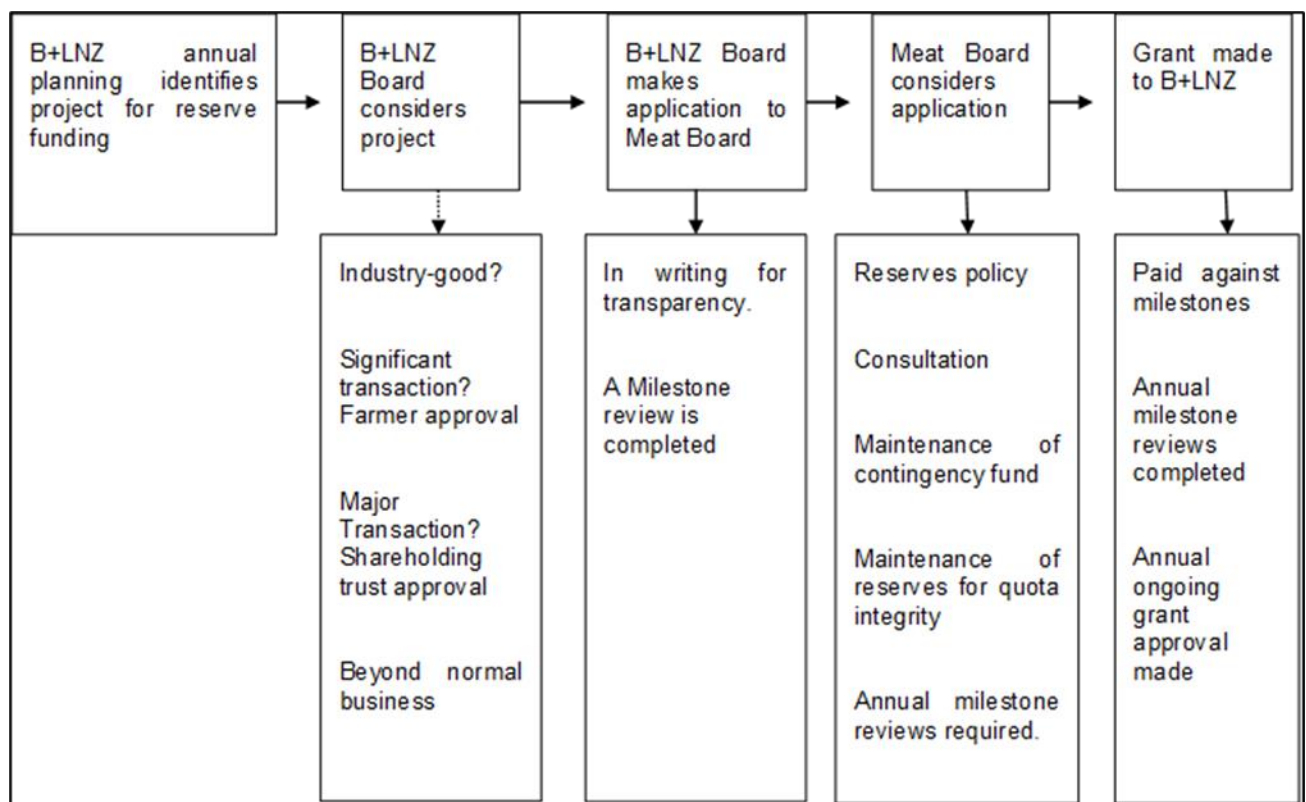 B+LNZ annual
planning identifies
project for reserve
funding
B+LNZ
Board
considers
project
B+LNZ Board
makes
application to
Meat Board
Meat Board
considers
application
Grant made
to B+LNZ
Industry-good?
Significant
transaction?
Farmer approval
Major
Transaction?
Shareholding
trust approval
Beyond normal
business
In writing for
transparency.
A Milestone
review is
completed
Reserves policy
Consultation
Maintenance of
contingency fund
Maintenance of
reserves for quota
integrity
Annual milestone
reviews required.
Paid against
milestones
Annual
milestone
reviews
completed
Annual
ongoing
grant
approval
made